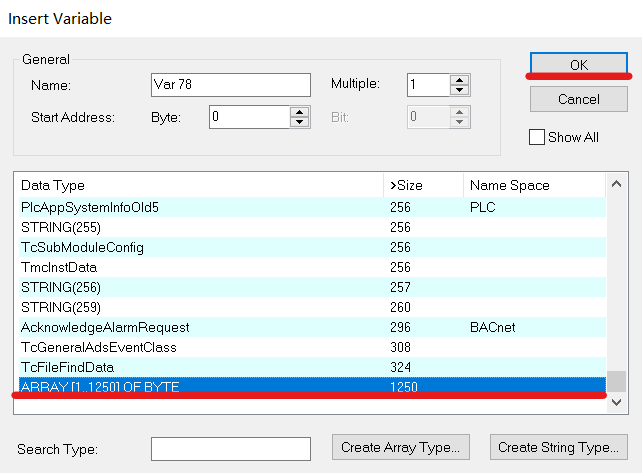 Insert Variable
General
Name: Var 78 Multiple: 1 OK
Start Address: Byte: 0 Bit: 0 Cancel
Show All
Data Type >Size Name Space
PlcAppSystemInfoOld5 256 PLC
STRING(255) 256
TcSubModuleConfig 256
TmcInstData 256
STRING(256) 257
STRING(259) 260
AcknowledgeAlarmRequest 296 BACnet
TcGeneralAdsEventClass 308
TcFileFindData 324
ARRAY [1..1250] OF BYTE 1250
Search Type: Create Array Type... Create String Type...